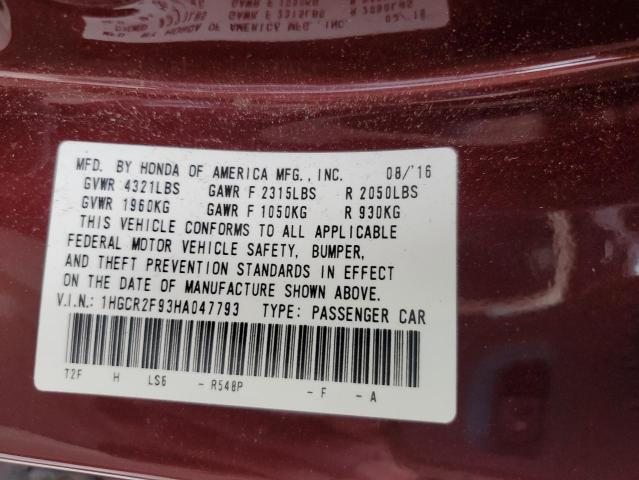 MFD. BY HONDA OF AMERICA MFG., INC. 08/'16
GVWR 4321LBS GAWR F 2315LBS R 2050LBS
GVWR 1960KG GAWR F 1050KG R 930KG
THIS VEHICLE CONFORMS TO ALL APPLICABLE
FEDERAL MOTOR VEHICLE SAFETY, BUMPER,
AND THEFT PREVENTION STANDARDS IN EFFECT
ON THE DATE OF MANUFACTURE SHOWN ABOVE.
V.I.N.: 1HGCR2F93HA047793 TYPE: PASSENGER CAR
T2F H LS6 - R548P - F - A